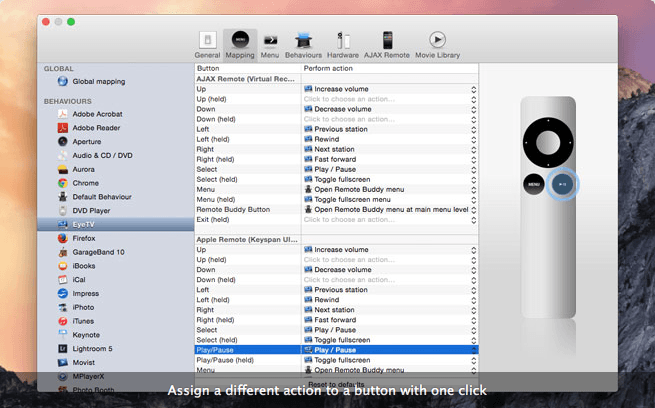 General Mapping Menu Behaviours Hardware AJAX Remote Movie Library
MENU
GLOBAL
Global mapping
BEHAVIOURS
Adobe Acrobat
Adobe Reader
Aperture
Audio & CD / DVD
Aurora
Chrome
Default Behaviour
DVD Player
EyeTV
Firefox
GarageBand 10
iBooks
iCal
Impress
iPhoto
iTunes
Keynote
Lightroom 5
Movist
MPlayerX
Photo Booth
Button Perform action
AJAX Remote (Virtual Rec...
Up Increase volume
Up (held) Click to choose an action...
Down Decrease volume
Down (held) Click to choose an action...
Left Previous station
Left (held) Rewind
Right Next station
Right (held) Fast forward
Select Play / Pause
Select (held) Toggle fullscreen
Menu Open Remote Buddy menu
Menu (held) Toggle fullscreen menu
Remote Buddy Button Open Remote Buddy menu at main menu level
Exit (held) Click to choose an action...
Apple Remote (Keyspan UI...
Up Increase volume
Up (held) Click to choose an action...
Down Decrease volume
Down (held) Click to choose an action...
Left Previous station
Left (held) Rewind
Right Next station
Right (held) Fast forward
Select Play / Pause
Select (held) Toggle fullscreen
Play/Pause Play / Pause
Play/Pause (held) Toggle fullscreen
Menu Open Remote Buddy menu
Reset to defaults
MENU
Assign a different action to a button with one click